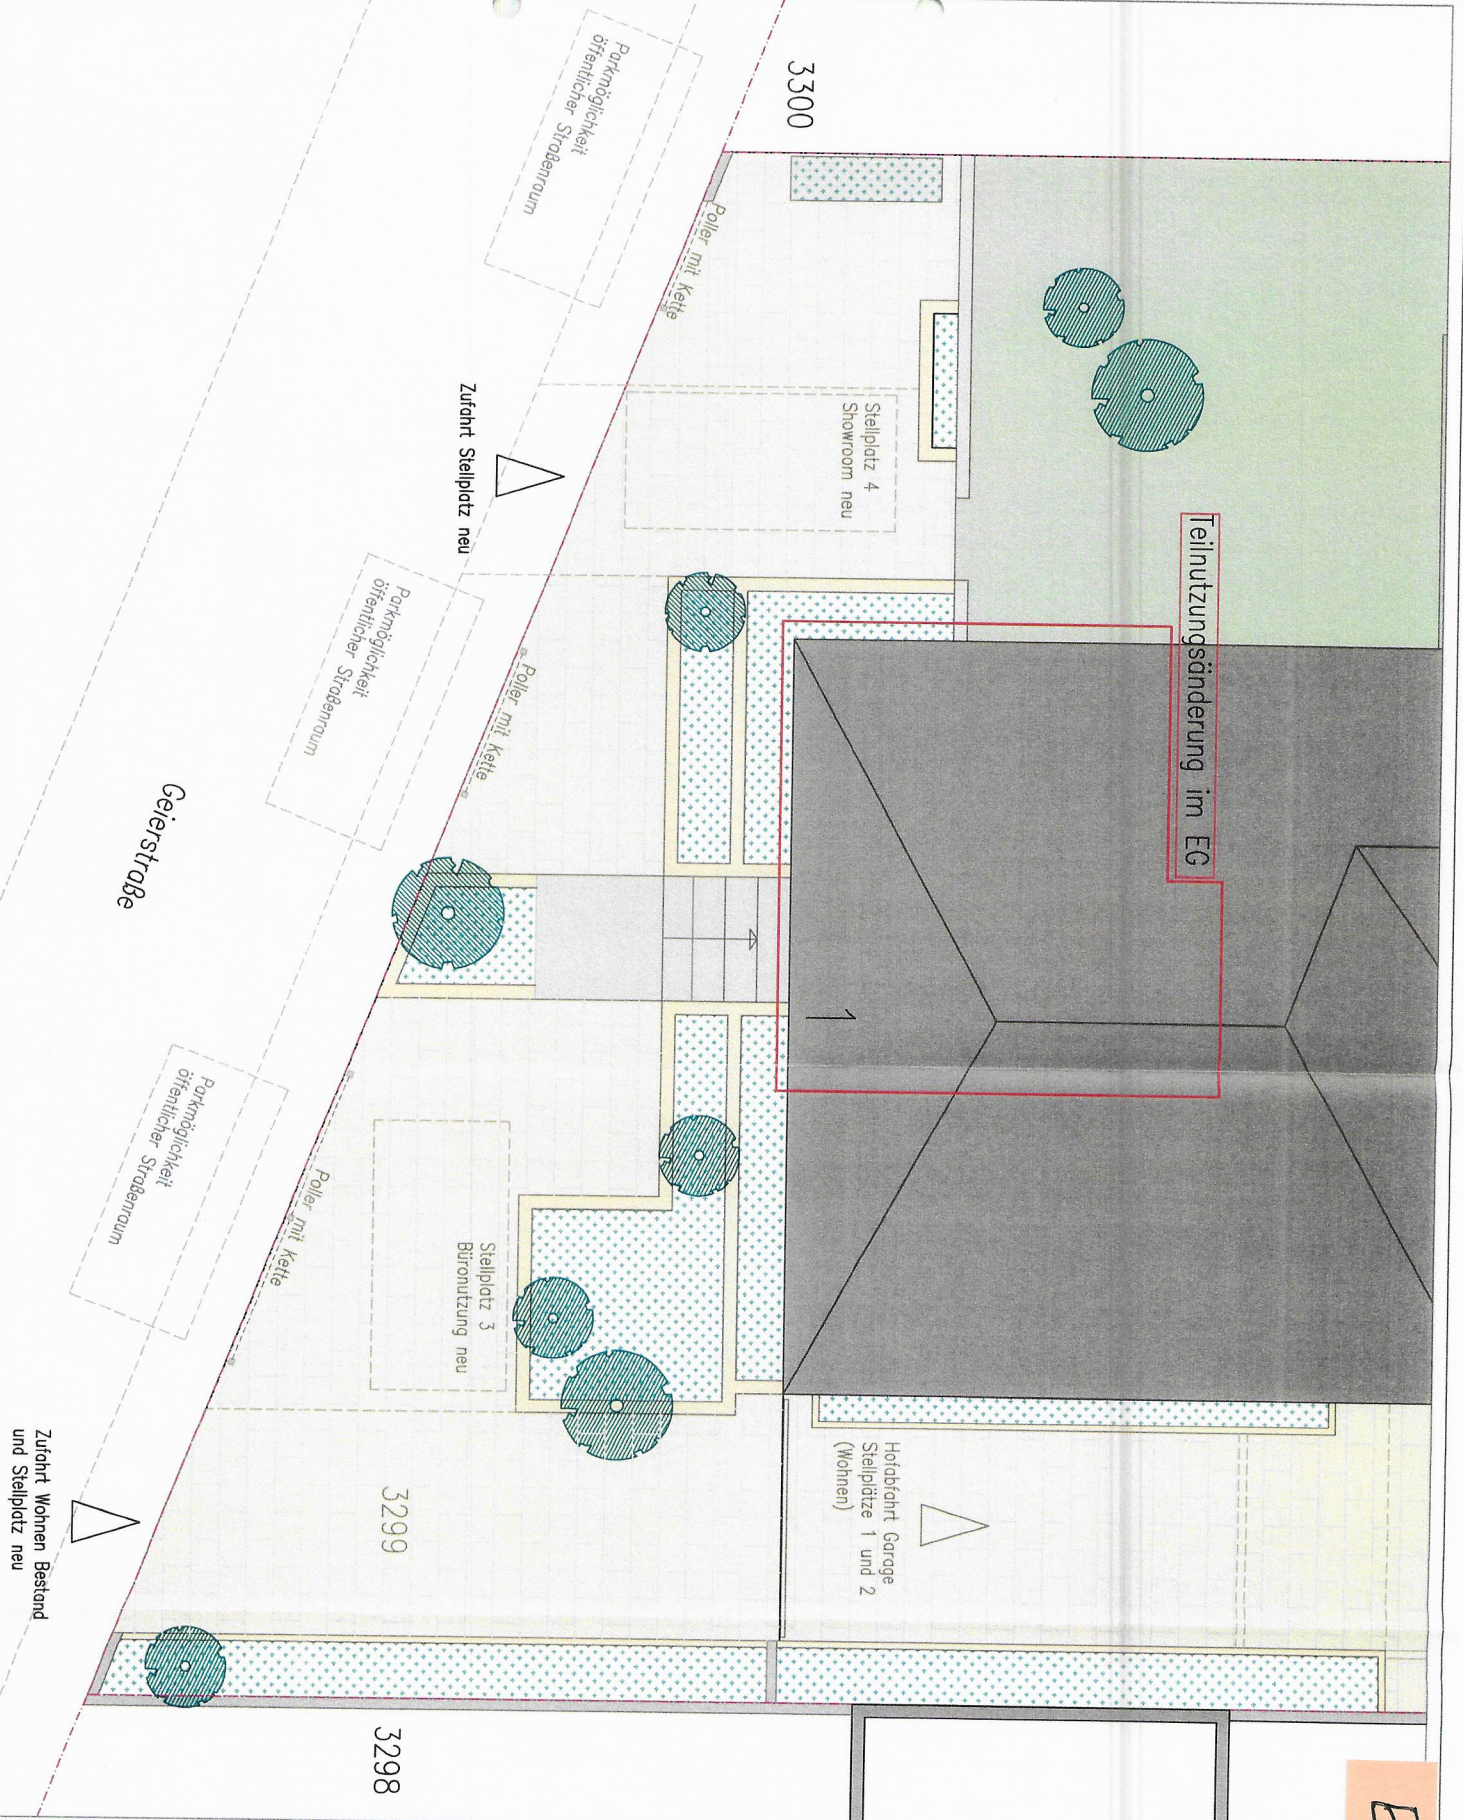 3300
Parkmöglichkeit
öffentlicher Straßenraum
Poller mit Kette
Stellplatz 4
Showroom neu
Zufahrt Stellplatz neu
Teilnutzungsänderung im EG
Parkmöglichkeit
öffentlicher Straßenraum
Poller mit Kette
Geierstraße
1
Parkmöglichkeit
öffentlicher Straßenraum
Poller mit Kette
Stellplatz 3
Büronutzung neu
Hofabfahrt Garage
Stellplätze 1 und 2
(Wohnen)
3299
Zufahrt Wohnen Bestand
und Stellplatz neu
3298